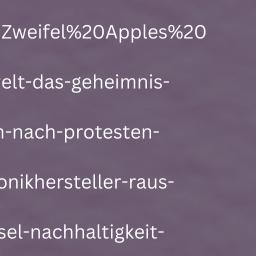 Zweifel%20Apples%20
elt-das-geheimnis-
n-nach-protesten-
onikhersteller-raus-
sel-nachhaltigkeit-